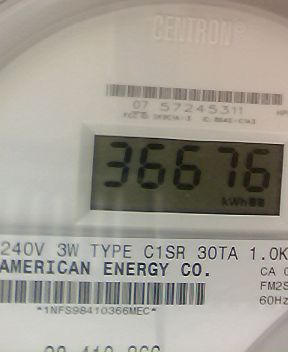 CENTRON®
07 57245311
36676
kWh
240V 3W TYPE C1SR 30TA 1.0K
AMERICAN ENERGY CO.
CA
FM2S
60Hz
*1NFS98410366MEC*